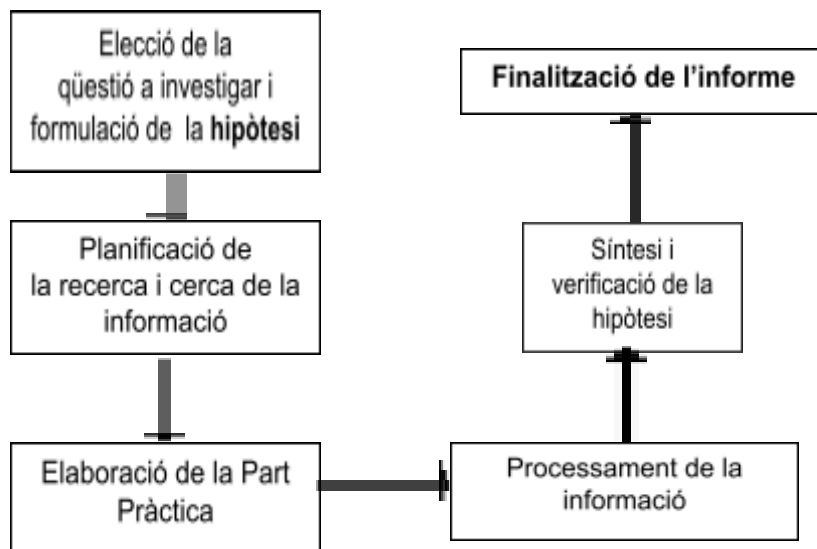 Elecció de la
qüestió a investigar i
formulació de la hipòtesi
Planificació de
la recerca i cerca de la
informació
Elaboració de la Part
Pràctica
Processament de la
informació
Síntesi i
verificació de la
hipòtesi
Finalització de l’informe